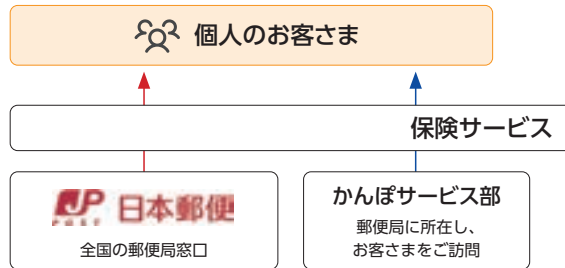 個人のお客さま
保険サービス
JP 日本郵便
POST
全国の郵便局窓口
かんぽサービス部
郵便局に所在し、
お客さまをご訪問